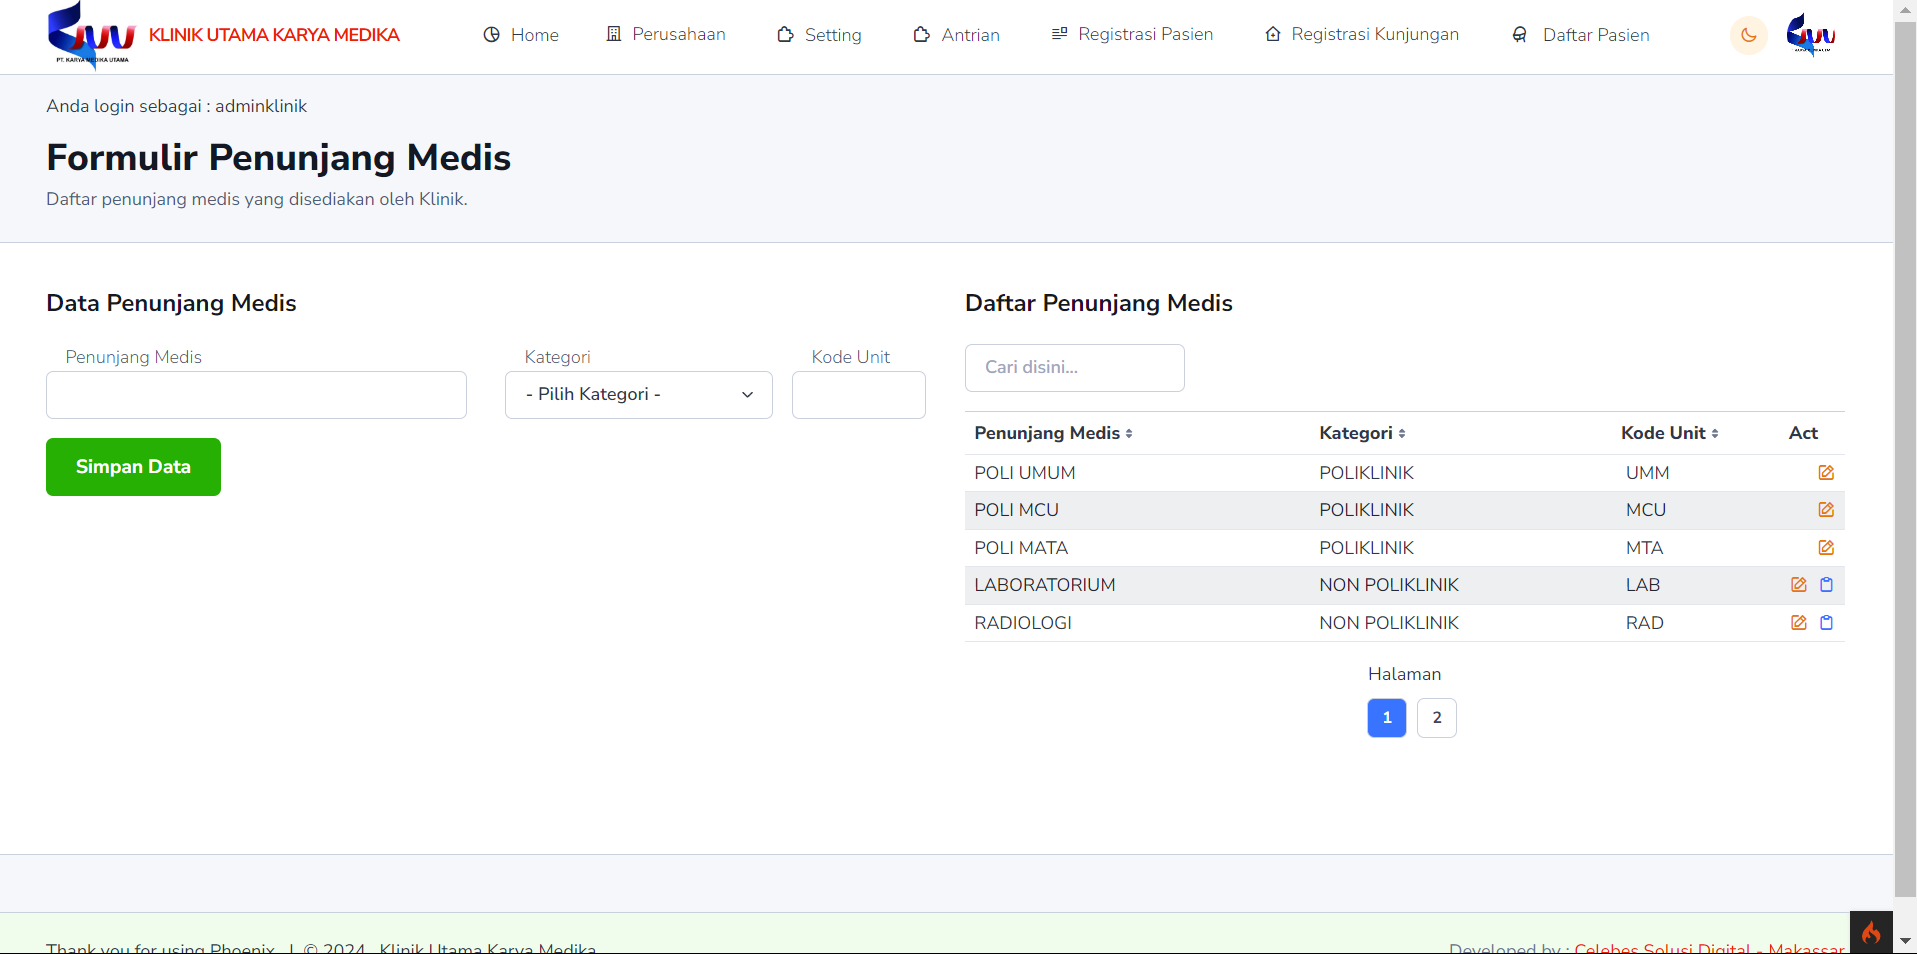 PT. KARYA MEDIKA UTAMA
KLINIK UTAMA KARYA MEDIKA
Home
Perusahaan
Setting
Antrian
Registrasi Pasien
Registrasi Kunjungan
Daftar Pasien
Anda login sebagai : adminklinik
Formulir Penunjang Medis
Daftar penunjang medis yang disediakan oleh Klinik.
Data Penunjang Medis
Penunjang Medis
Kategori
Kode Unit
- Pilih Kategori -
Simpan Data
Daftar Penunjang Medis
Cari disini...
Penunjang Medis Kategori Kode Unit Act
POLI UMUM POLIKLINIK UMM
POLI MCU POLIKLINIK MCU
POLI MATA POLIKLINIK MTA
LABORATORIUM NON POLIKLINIK LAB
RADIOLOGI NON POLIKLINIK RAD
Halaman
1 2
Thank you for using Phoenix | © 2024 Klinik Utama Karya Medika
Developed by : Celebes Solusi Digital - Makassar